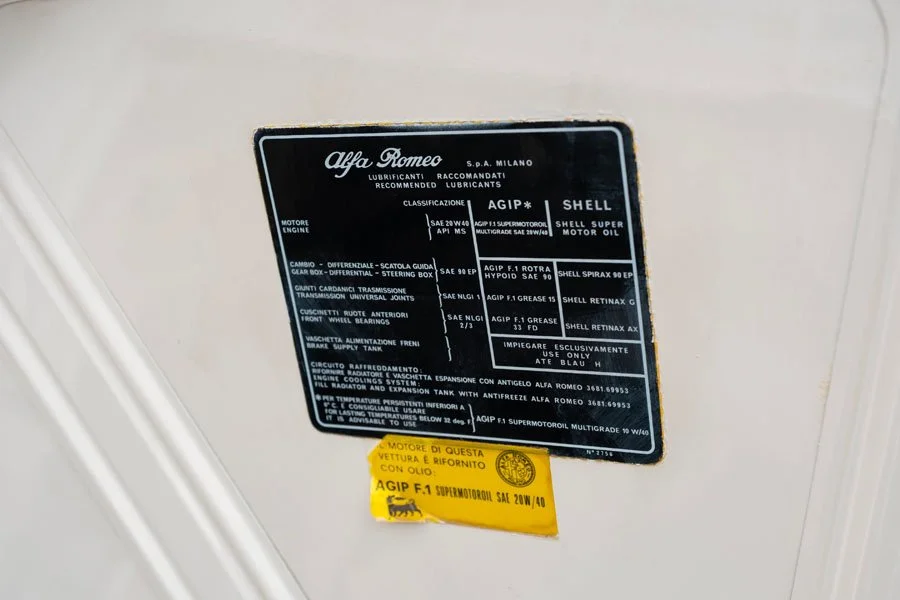 Alfa Romeo S.p.A. MILANO
LUBRIFICANTI RACCOMANDATI
RECOMMENDED LUBRICANTS
CLASSIFICAZIONE AGIP* SHELL
MOTORE
ENGINE
SAE 20W40
API MS
AGIP F.1 SUPERMOTOROIL
MULTIGRADE SAE 20W/40
SHELL SUPER
MOTOR OIL
CAMBIO - DIFFERENZIALE - SCATOLA GUIDA
GEAR BOX - DIFFERENTIAL - STEERING BOX
SAE 90 EP
AGIP F.1 ROTRA
HYPOID SAE 90
SHELL SPIRAX 90 EP
GIUNTI CARDANICI TRASMISSIONE
TRANSMISSION UNIVERSAL JOINTS
SAE NLGI 1
AGIP F.1 GREASE 15
SHELL RETINAX G
CUSCINETTI RUOTE ANTERIORI
FRONT WHEEL BEARINGS
SAE NLGI
2/3
AGIP F.1 GREASE
33 FD
SHELL RETINAX AX
VASCHETTA ALIMENTAZIONE FRENI
BRAKE SUPPLY TANK
IMPIEGARE ESCLUSIVAMENTE
USE ONLY
ATE BLAU H
CIRCUITO RAFFREDDAMENTO:
RIFORNIRE RADIATORE E VASCHETTA ESPANSIONE CON ANTIGELO ALFA ROMEO 3681.69953
ENGINE COOLINGS SYSTEM:
FILL RADIATOR AND EXPANSION TANK WITH ANTIFREEZE ALFA ROMEO 3681.69953
*PER TEMPERATURE PERSISTENTI INFERIORI A
0° C. È CONSIGLIABILE USARE
FOR LASTING TEMPERATURES BELOW 32 deg. F
IT IS ADVISABLE TO USE
AGIP F.1 SUPERMOTOROIL MULTIGRADE 10 W/40
N° 2756
L'MOTORE DI QUESTA
VETTURA È RIFORNITO
CON OLIO:
ALFA ROMEO
AGIP F.1 SUPERMOTOROIL SAE 20W/40